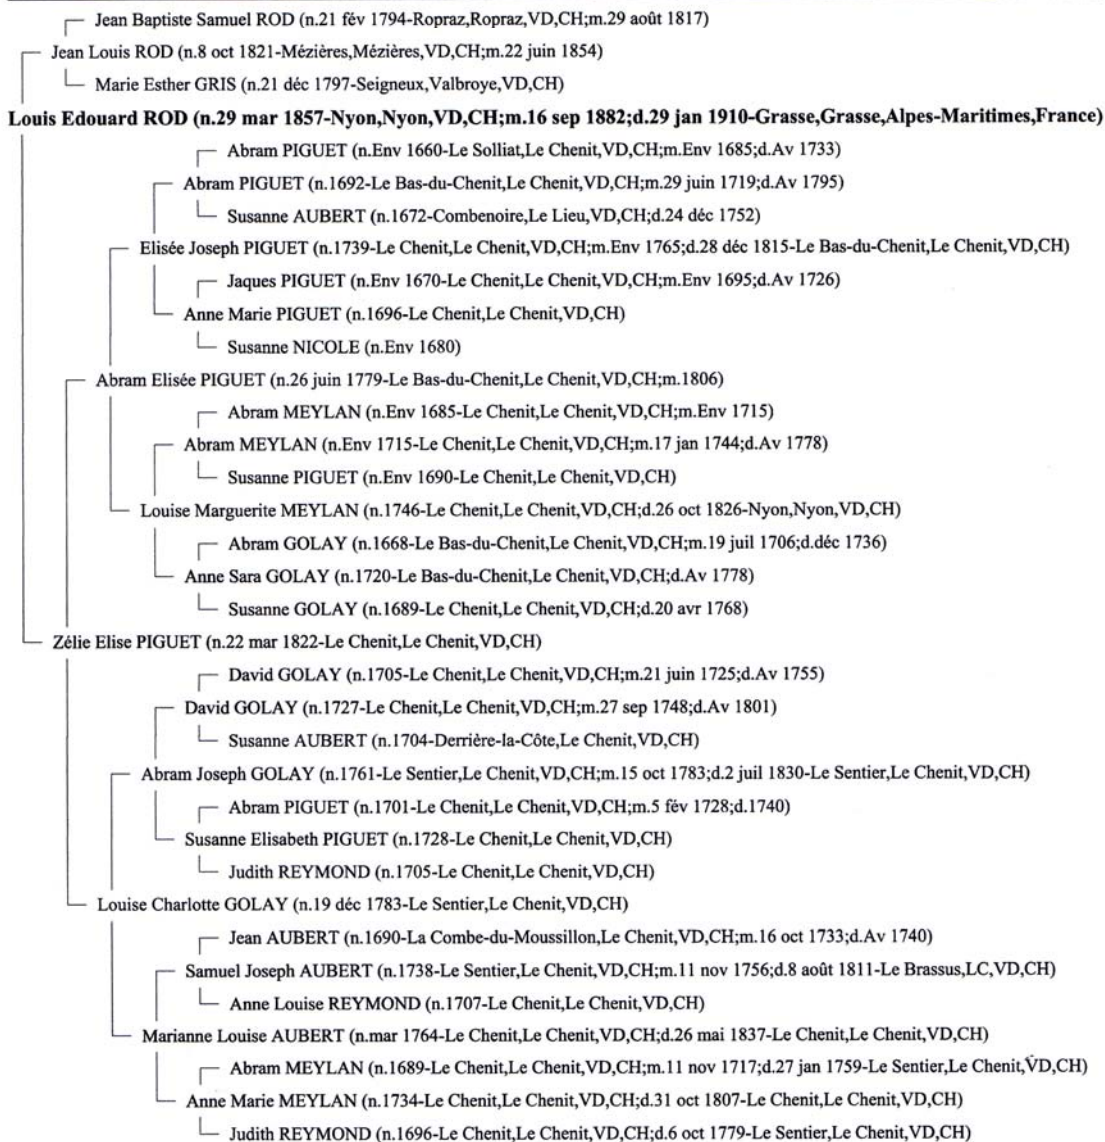 Jean Baptiste Samuel ROD (n.21 fév 1794-Ropraz,Ropraz,VD,CH;m.29 août 1817)
Jean Louis ROD (n.8 oct 1821-Mézières,Mézières,VD,CH;m.22 juin 1854)
Marie Esther GRIS (n.21 déc 1797-Seigneux,Valbroye,VD,CH)
Louis Edouard ROD (n.29 mar 1857-Nyon,Nyon,VD,CH;m.16 sep 1882;d.29 jan 1910-Grasse,Grasse,Alpes-Maritimes,France)
Abram PIGUET (n.Env 1660-Le Solliat,Le Chenit,VD,CH;m.Env 1685;d.Av 1733)
Abram PIGUET (n.1692-Le Bas-du-Chenit,Le Chenit,VD,CH;m.29 juin 1719;d.Av 1795)
Susanne AUBERT (n.1672-Combenoire,Le Lieu,VD,CH;d.24 déc 1752)
Elisée Joseph PIGUET (n.1739-Le Chenit,Le Chenit,VD,CH;m.Env 1765;d.28 déc 1815-Le Bas-du-Chenit,Le Chenit,VD,CH)
Jaques PIGUET (n.Env 1670-Le Chenit,Le Chenit,VD,CH;m.Env 1695;d.Av 1726)
Anne Marie PIGUET (n.1696-Le Chenit,Le Chenit,VD,CH)
Susanne NICOLE (n.Env 1680)
Abram Elisée PIGUET (n.26 juin 1779-Le Bas-du-Chenit,Le Chenit,VD,CH;m.1806)
Abram MEYLAN (n.Env 1685-Le Chenit,Le Chenit,VD,CH;m.Env 1715)
Abram MEYLAN (n.Env 1715-Le Chenit,Le Chenit,VD,CH;m.17 jan 1744;d.Av 1778)
Susanne PIGUET (n.Env 1690-Le Chenit,Le Chenit,VD,CH)
Louise Marguerite MEYLAN (n.1746-Le Chenit,Le Chenit,VD,CH;d.26 oct 1826-Nyon,Nyon,VD,CH)
Abram GOLAY (n.1668-Le Bas-du-Chenit,Le Chenit,VD,CH;m.19 juil 1706;d.déc 1736)
Anne Sara GOLAY (n.1720-Le Bas-du-Chenit,Le Chenit,VD,CH;d.Av 1778)
Susanne GOLAY (n.1689-Le Chenit,Le Chenit,VD,CH;d.20 avr 1768)
Zélie Elise PIGUET (n.22 mar 1822-Le Chenit,Le Chenit,VD,CH)
David GOLAY (n.1705-Le Chenit,Le Chenit,VD,CH;m.21 juin 1725;d.Av 1755)
David GOLAY (n.1727-Le Chenit,Le Chenit,VD,CH;m.27 sep 1748;d.Av 1801)
Susanne AUBERT (n.1704-Derrière-la-Côte,Le Chenit,VD,CH)
Abram Joseph GOLAY (n.1761-Le Sentier,Le Chenit,VD,CH;m.15 oct 1783;d.2 juil 1830-Le Sentier,Le Chenit,VD,CH)
Abram PIGUET (n.1701-Le Chenit,Le Chenit,VD,CH;m.5 fév 1728;d.1740)
Susanne Elisabeth PIGUET (n.1728-Le Chenit,Le Chenit,VD,CH)
Judith REYMOND (n.1705-Le Chenit,Le Chenit,VD,CH)
Louise Charlotte GOLAY (n.19 déc 1783-Le Sentier,Le Chenit,VD,CH)
Jean AUBERT (n.1690-La Combe-du-Moussillon,Le Chenit,VD,CH;m.16 oct 1733;d.Av 1740)
Samuel Joseph AUBERT (n.1738-Le Sentier,Le Chenit,VD,CH;m.11 nov 1756;d.8 août 1811-Le Brassus,LC,VD,CH)
Anne Louise REYMOND (n.1707-Le Chenit,Le Chenit,VD,CH)
Marianne Louise AUBERT (n.mar 1764-Le Chenit,Le Chenit,VD,CH;d.26 mai 1837-Le Chenit,Le Chenit,VD,CH)
Abram MEYLAN (n.1689-Le Chenit,Le Chenit,VD,CH;m.11 nov 1717;d.27 jan 1759-Le Sentier,Le Chenit,VD,CH)
Anne Marie MEYLAN (n.1734-Le Chenit,Le Chenit,VD,CH;d.31 oct 1807-Le Chenit,Le Chenit,VD,CH)
Judith REYMOND (n.1696-Le Chenit,Le Chenit,VD,CH;d.6 oct 1779-Le Sentier,Le Chenit,VD,CH)